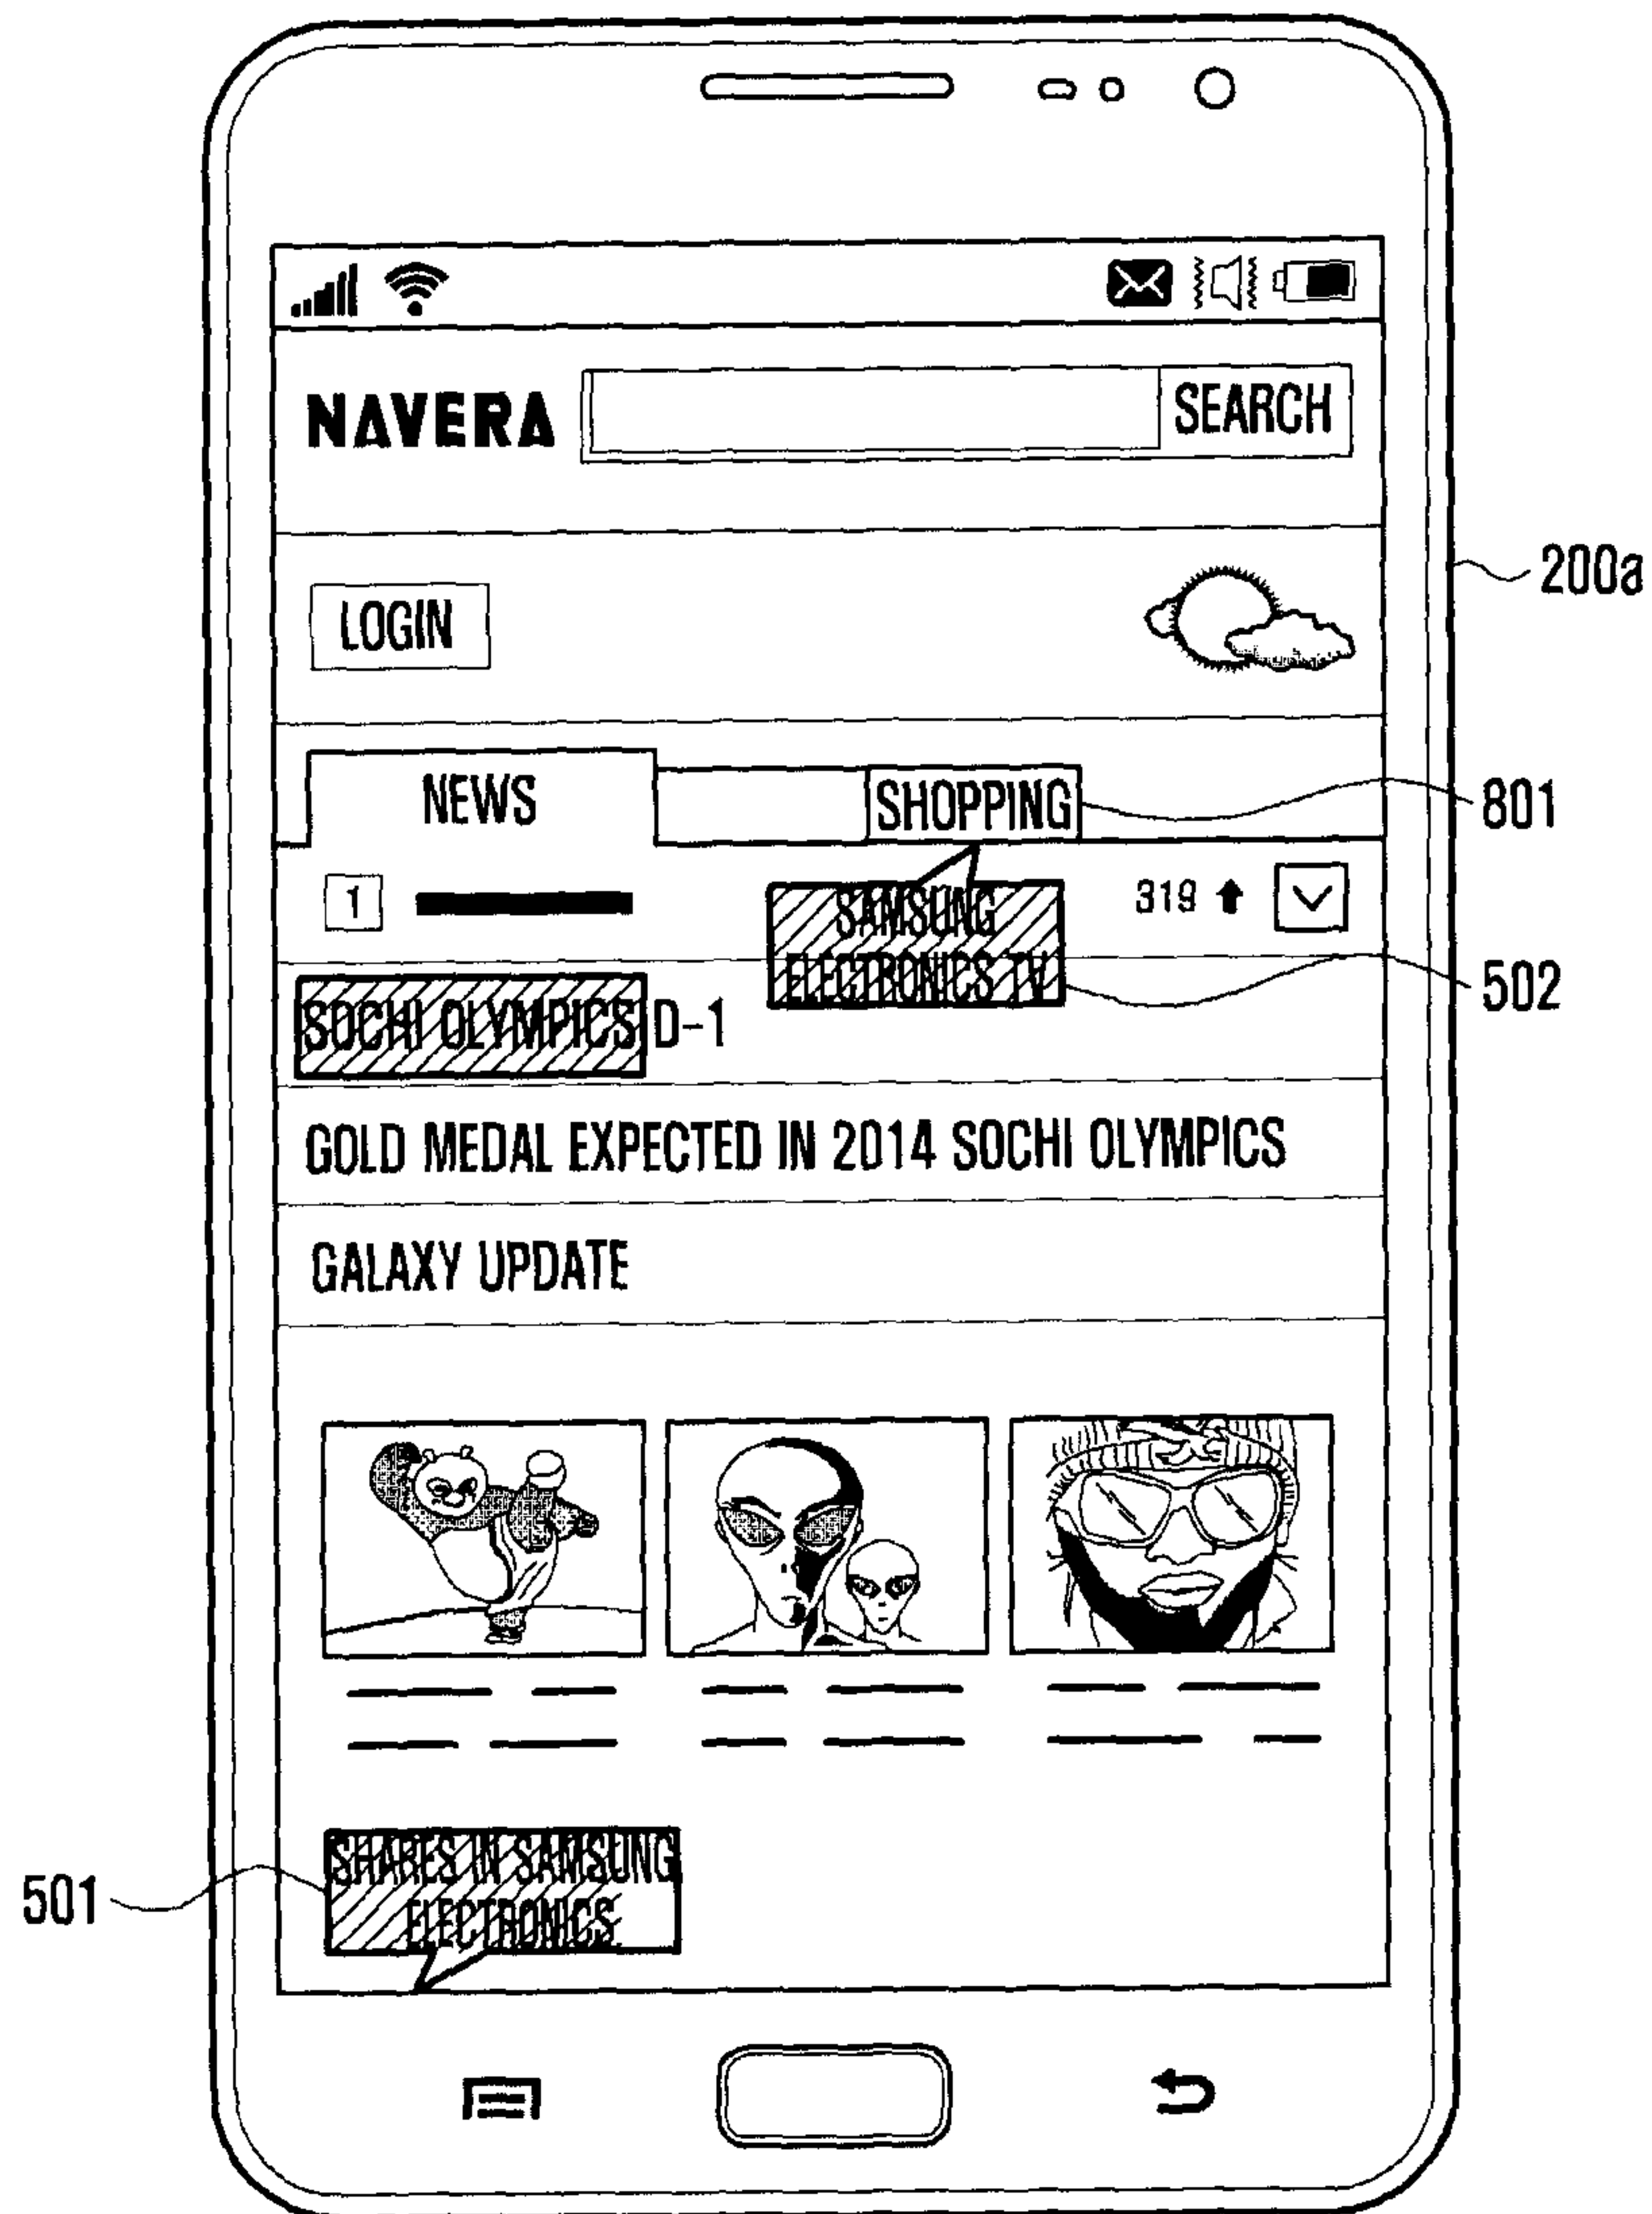 NAVERA
SEARCH
200a
LOGIN
NEWS
SHOPPING
801
1
SAMSUNG
ELECTRONICS TV
319
502
SOCHI OLYMPICS D-1
GOLD MEDAL EXPECTED IN 2014 SOCHI OLYMPICS
GALAXY UPDATE
SHARES IN SAMSUNG
ELECTRONICS
501